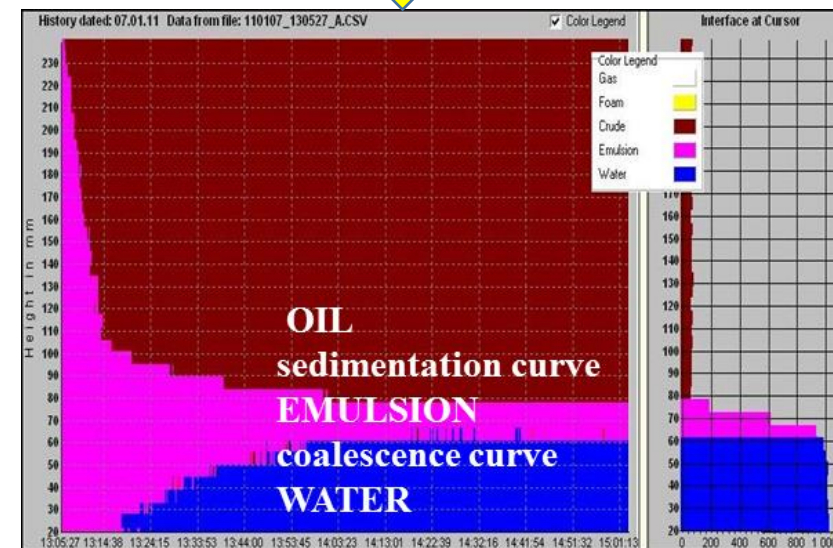 History dated: 07.01.11 Data from file: 110107_130527_A.CSV
Color Legend
Interface at Cursor
Color Legend
Gas
Foam
Crude
Emulsion
Water
Height in mm
230
220
210
200
190
180
170
160
150
140
130
120
110
100
90
80
70
60
50
40
30
20
OIL
sedimentation curve
EMULSION
coalescence curve
WATER
13:05:27 13:14:38 13:24:15 13:33:53 13:44:00 13:53:45 14:03:23 14:13:01 14:22:39 14:32:16 14:41:54 14:51:32 15:01:13
160
150
140
130
120
110
100
90
80
70
60
50
40
30
20
0 200 400 600 800